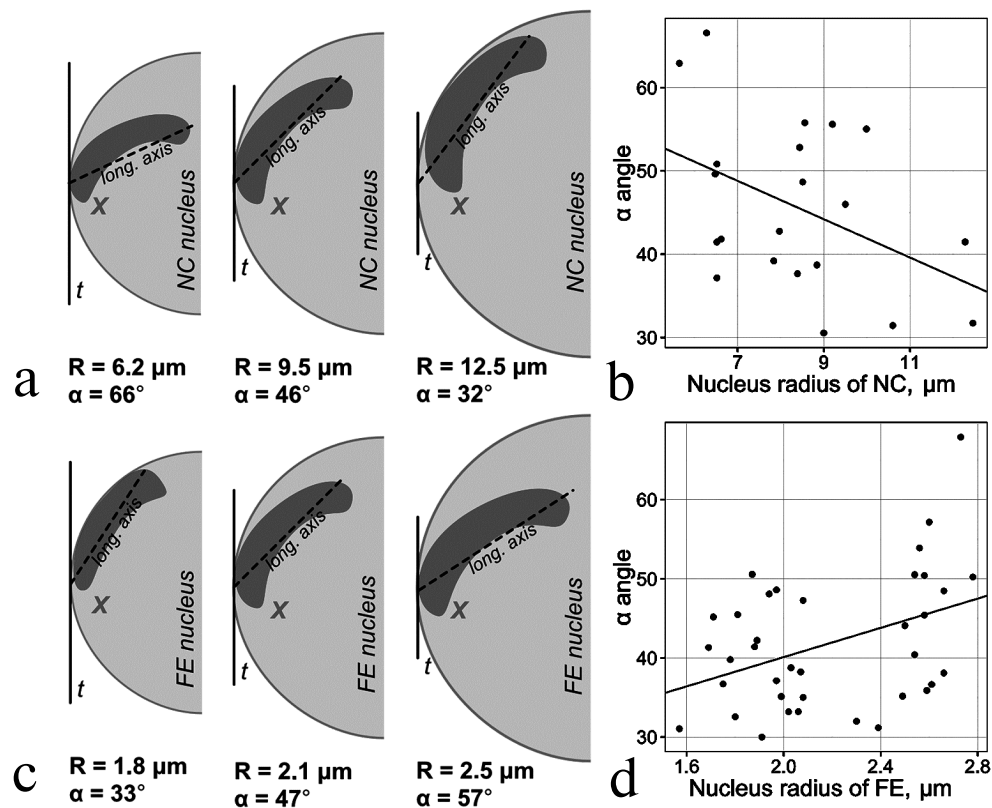 long. axis
X
NC nucleus
t
R = 6.2 µm
α = 66°
long. axis
X
NC nucleus
t
R = 9.5 µm
α = 46°
long. axis
X
NC nucleus
t
R = 12.5 µm
α = 32°
a
60
50
40
30
α angle
7 9 11
Nucleus radius of NC, µm
b
long. axis
X
FE nucleus
t
R = 1.8 µm
α = 33°
long. axis
X
FE nucleus
t
R = 2.1 µm
α = 47°
long. axis
X
FE nucleus
t
R = 2.5 µm
α = 57°
c
60
50
40
30
α angle
1.6 2.0 2.4 2.8
Nucleus radius of FE, µm
d